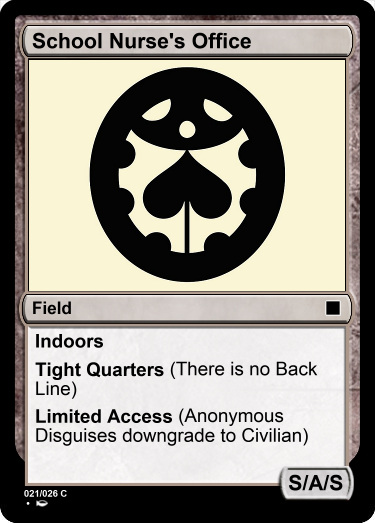 School Nurse's Office
Field
Indoors
Tight Quarters (There is no Back
Line)
Limited Access (Anonymous
Disguises downgrade to Civilian)
S/A/S
021/026 C